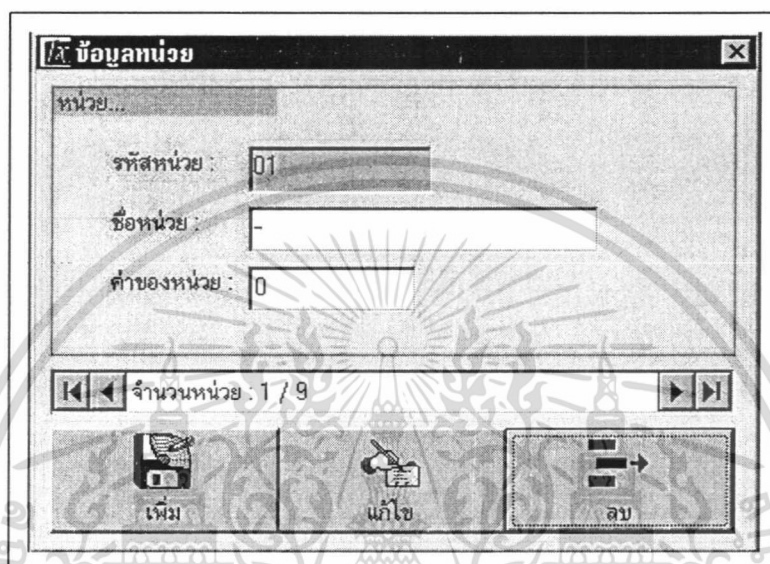 ข้อมูลหน่วย
หน่วย...
รหัสหน่วย : 01
ชื่อหน่วย : -
ค่าของหน่วย : 0
จำนวนหน่วย : 1 / 9
เพิ่ม แก้ไข ลบ